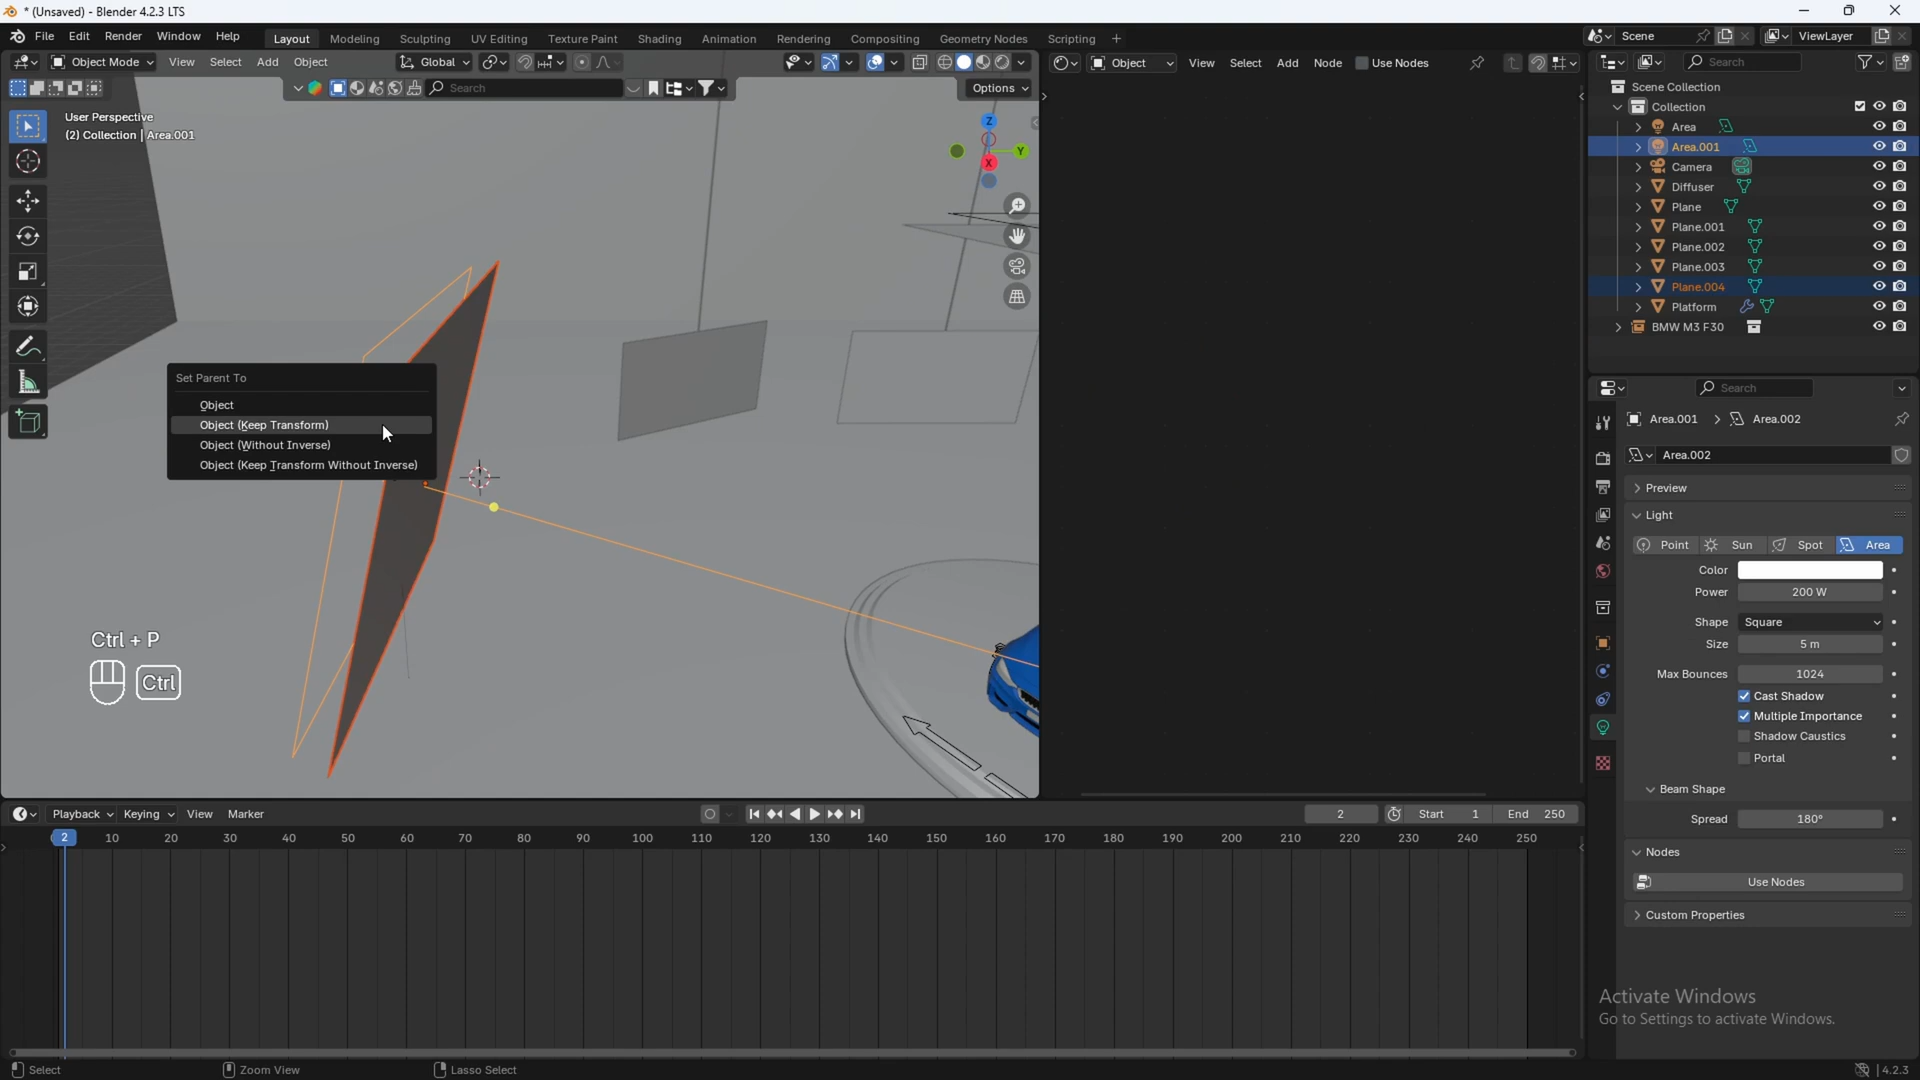 * (Unsaved) - Blender 4.2.3 LTS
File Edit Render Window Help
Layout Modeling Sculpting UV Editing Texture Paint Shading Animation Rendering Compositing Geometry Nodes Scripting +
Scene
ViewLayer
Object Mode View Select Add Object
Global
Object View Select Add Node Use Nodes
Search
Search
Options
User Perspective
(2) Collection | Area.001
Z
Y
X
Scene Collection
Collection
Area
Area.001
Camera
Diffuser
Plane
Plane.001
Plane.002
Plane.003
Plane.004
Platform
BMW M3 F30
Set Parent To
Object
Object (Keep Transform)
Object (Without Inverse)
Object (Keep Transform Without Inverse)
Ctrl + P
Ctrl
Search
Area.001 > Area.002
Area.002
Preview
Light
Point Sun Spot Area
Color
Power 200 W
Shape Square
Size 5 m
Max Bounces 1024
Cast Shadow
Multiple Importance
Shadow Caustics
Portal
Beam Shape
Spread 180°
Nodes
Use Nodes
Custom Properties
Playback Keying View Marker
2 Start 1 End 250
2 10 20 30 40 50 60 70 80 90 100 110 120 130 140 150 160 170 180 190 200 210 220 230 240 250
Activate Windows
Go to Settings to activate Windows.
Select Zoom View Lasso Select
4.2.3